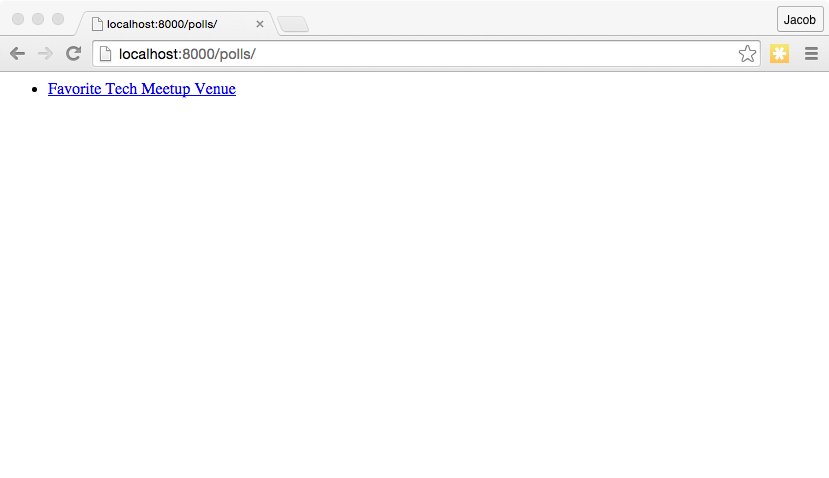 localhost:8000/polls/
Jacob
localhost:8000/polls/
Favorite Tech Meetup Venue